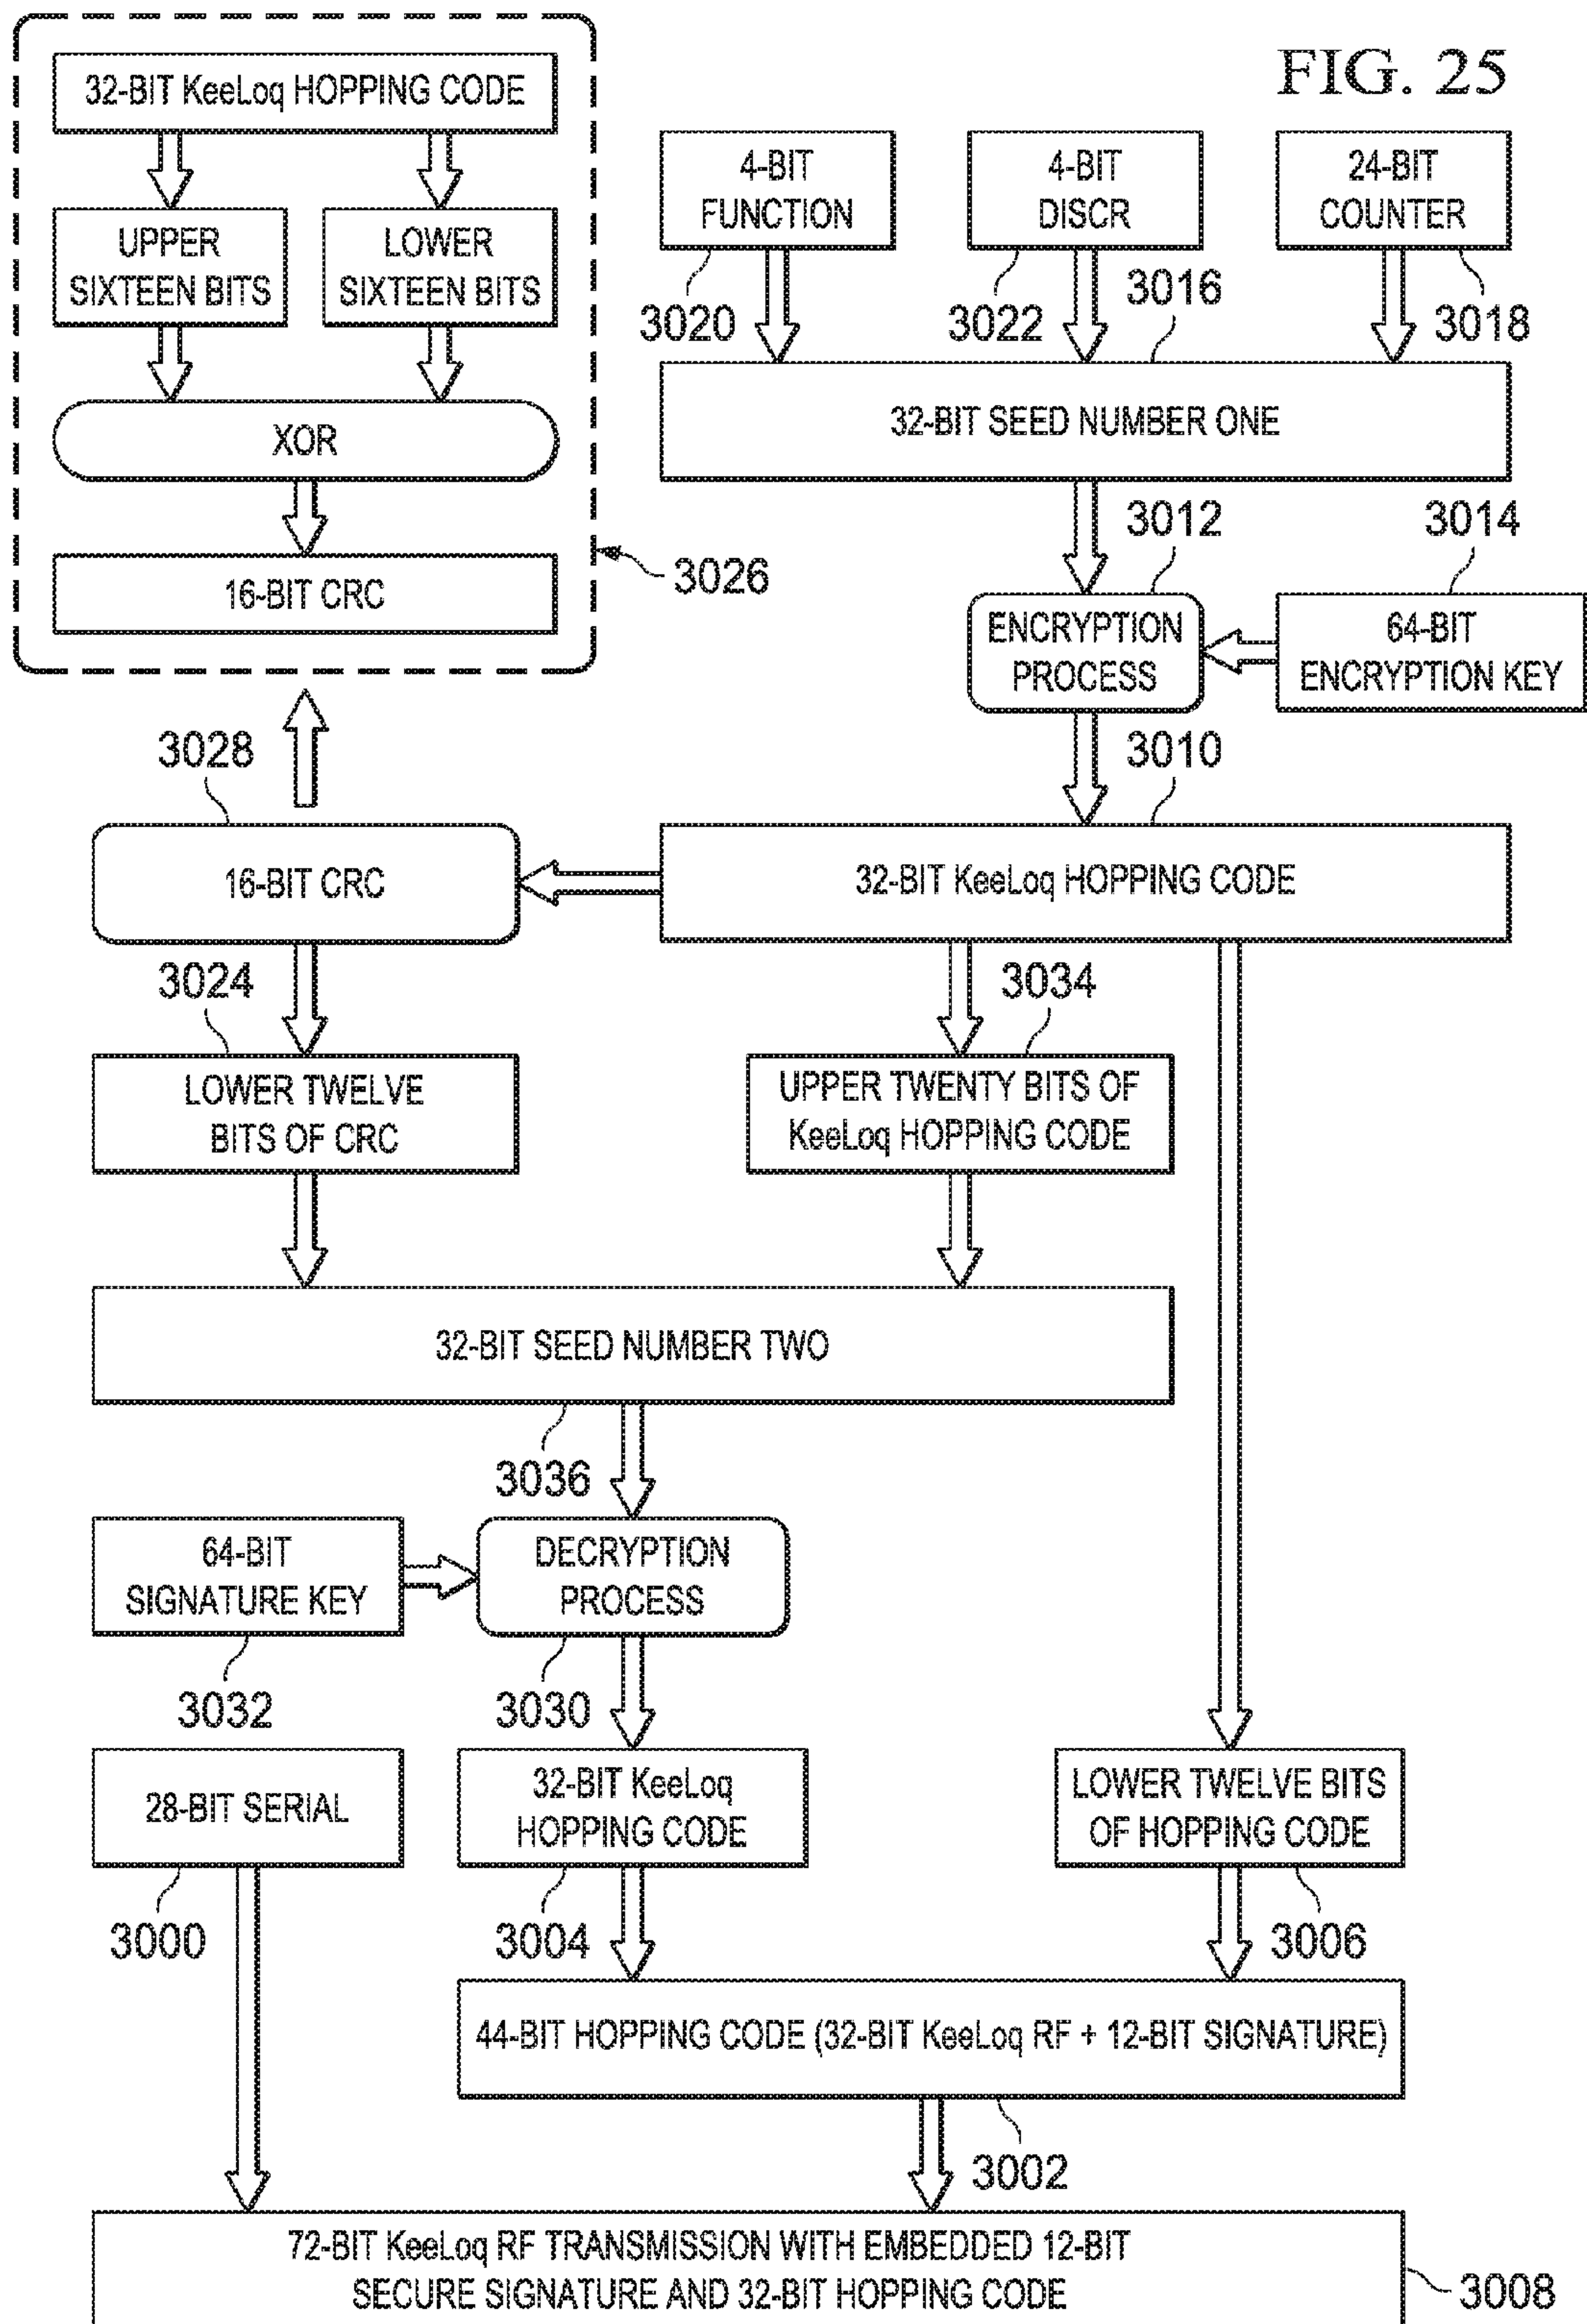 FIG. 25
32-BIT KeeLoq HOPPING CODE
UPPER
SIXTEEN BITS
LOWER
SIXTEEN BITS
XOR
16-BIT CRC
3026
4-BIT
FUNCTION
3020
4-BIT
DISCR
3022
24-BIT
COUNTER
3018
3016
32-BIT SEED NUMBER ONE
3012
ENCRYPTION
PROCESS
3014
64-BIT
ENCRYPTION KEY
3010
32-BIT KeeLoq HOPPING CODE
3028
16-BIT CRC
3024
LOWER TWELVE
BITS OF CRC
3034
UPPER TWENTY BITS OF
KeeLoq HOPPING CODE
32-BIT SEED NUMBER TWO
3036
64-BIT
SIGNATURE KEY
3032
DECRYPTION
PROCESS
3030
28-BIT SERIAL
3000
32-BIT KeeLoq
HOPPING CODE
3004
LOWER TWELVE BITS
OF HOPPING CODE
3006
44-BIT HOPPING CODE (32-BIT KeeLoq RF + 12-BIT SIGNATURE)
3002
72-BIT KeeLoq RF TRANSMISSION WITH EMBEDDED 12-BIT
SECURE SIGNATURE AND 32-BIT HOPPING CODE
3008